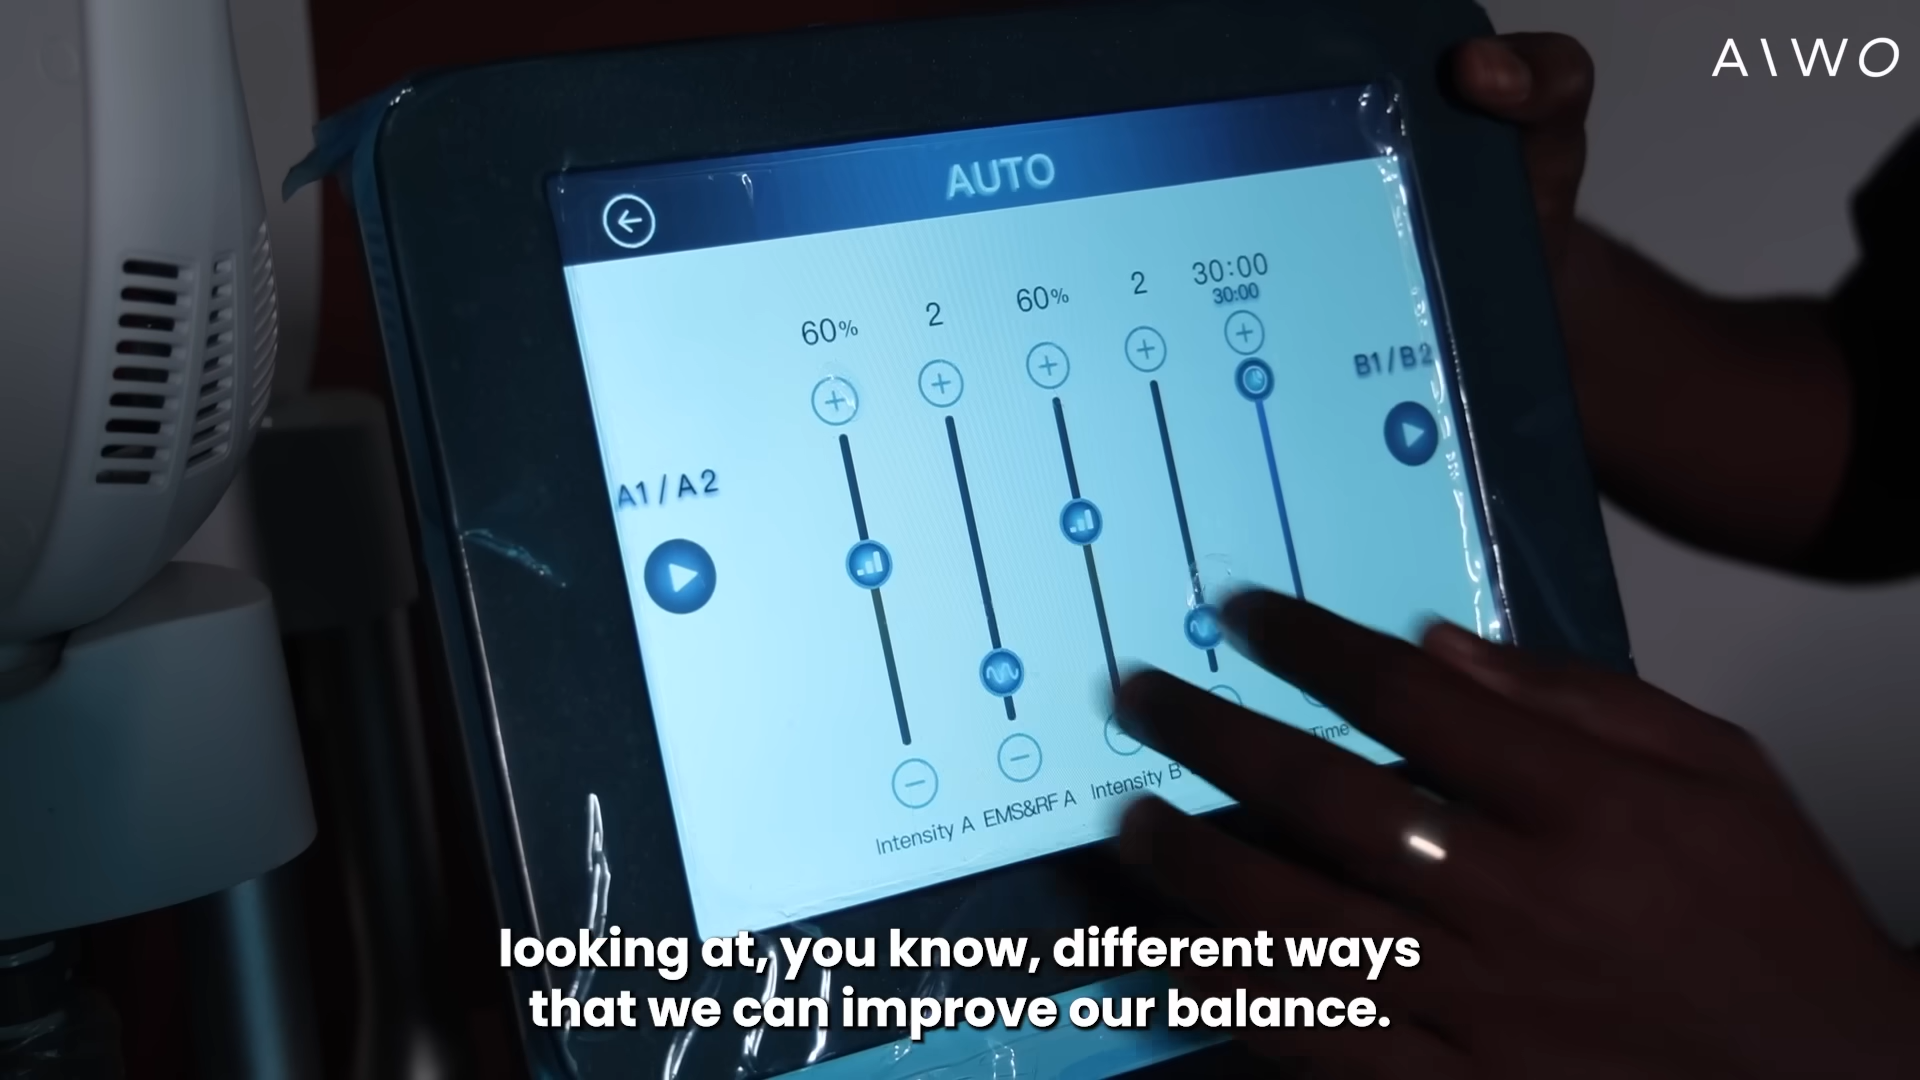 AIWO
AUTO
60% 2 60% 2 30:00
30:00
A1/A2
B1/B2
Intensity A EMS&RF A Intensity B Time
looking at, you know, different ways
that we can improve our balance.